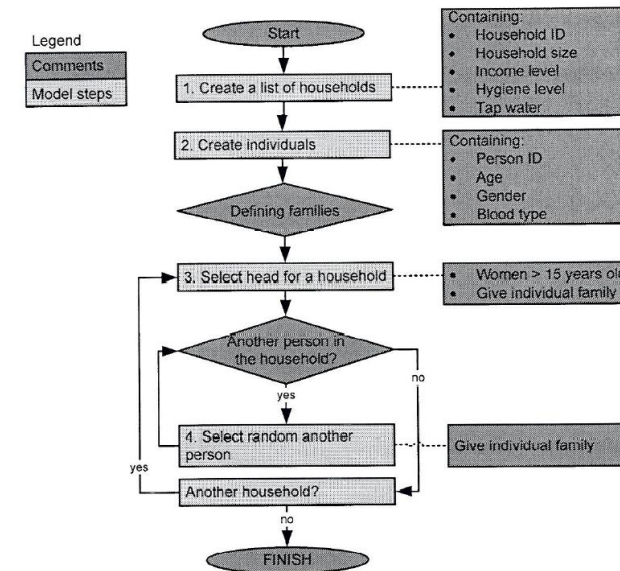 Legend
Comments
Model steps
Start
1. Create a list of households
Containing:
• Household ID
• Household size
• Income level
• Hygiene level
• Tap water
2. Create individuals
Containing:
• Person ID
• Age
• Gender
• Blood type
Defining families
3. Select head for a household
• Women > 15 years old
• Give individual family
Another person in
the household?
no
yes
4. Select random another
person
Give individual family
yes
Another household?
no
FINISH